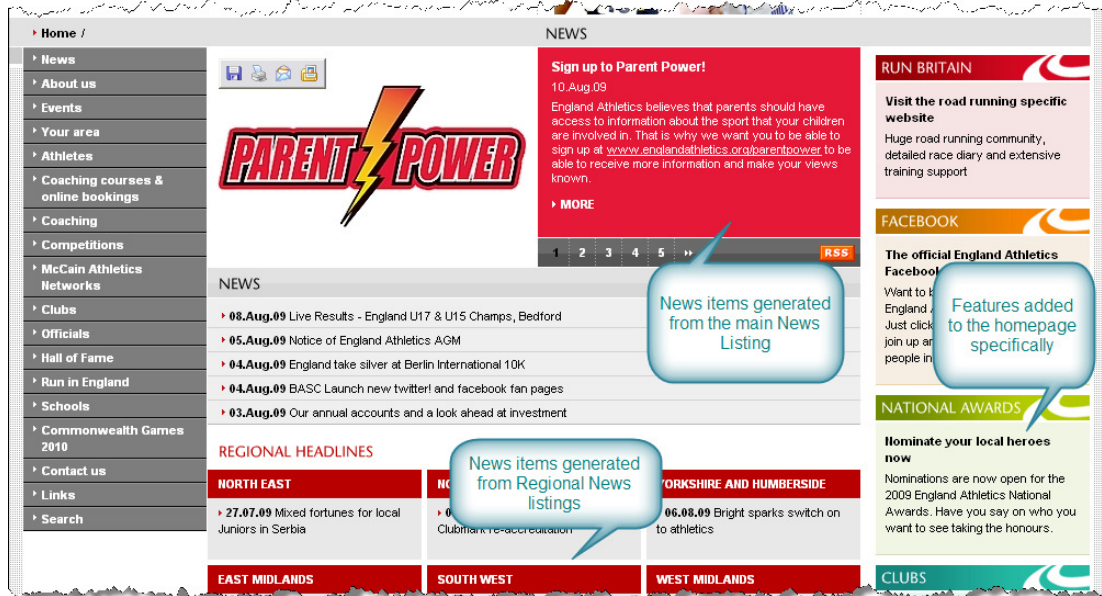 Home /
NEWS
News
About us
Events
Your area
Athletes
Coaching courses &
online bookings
Coaching
Competitions
McCain Athletics
Networks
Clubs
Officials
Hall of Fame
Run in England
Schools
Commonwealth Games
2010
Contact us
Links
Search
PARENT POWER
Sign up to Parent Power!
10.Aug.09
England Athletics believes that parents should have
access to information about the sport that your children
are involved in. That is why we want you to be able to
sign up at www.englandathletics.org/parentpower to be
able to receive more information and make your views
known.
MORE
1 2 3 4 5 RSS
NEWS
08.Aug.09 Live Results - England U17 & U15 Champs, Bedford
05.Aug.09 Notice of England Athletics AGM
04.Aug.09 England take silver at Berlin International 10K
04.Aug.09 BASC Launch new twitter! and facebook fan pages
03.Aug.09 Our annual accounts and a look ahead at investment
News items generated
from the main News
Listing
REGIONAL HEADLINES
NORTH EAST
27.07.09 Mixed fortunes for local
Juniors in Serbia
Clubmark re-accreditation
YORKSHIRE AND HUMBERSIDE
06.08.09 Bright sparks switch on
to athletics
News items generated
from Regional News
listings
EAST MIDLANDS
SOUTH WEST
WEST MIDLANDS
RUN BRITAIN
Visit the road running specific
website
Huge road running community,
detailed race diary and extensive
training support
FACEBOOK
The official England Athletics
Facebook
Want to
England
Just click
join up
people in
Features added
to the homepage
specifically
NATIONAL AWARDS
Nominate your local heroes
now
Nominations are now open for the
2009 England Athletics National
Awards. Have you say on who you
want to see taking the honours.
CLUBS